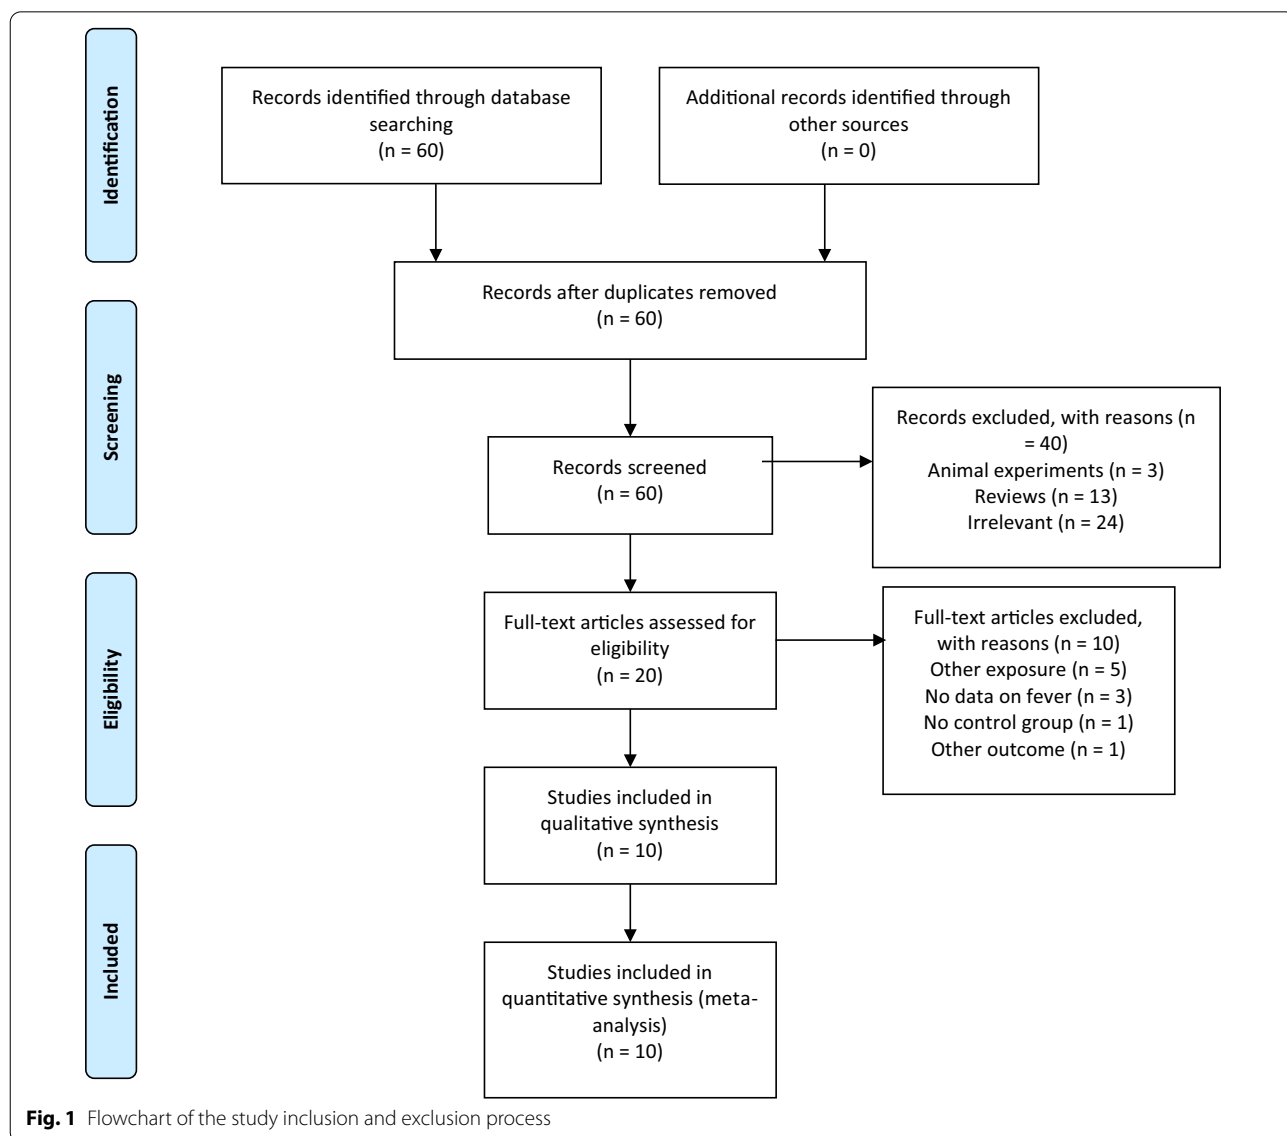 Identification
Records identified through database
searching
(n = 60)
Additional records identified through
other sources
(n = 0)
Records after duplicates removed
(n = 60)
Screening
Records screened
(n = 60)
Records excluded, with reasons (n
= 40)
Animal experiments (n = 3)
Reviews (n = 13)
Irrelevant (n = 24)
Eligibility
Full-text articles assessed for
eligibility
(n = 20)
Full-text articles excluded,
with reasons (n = 10)
Other exposure (n = 5)
No data on fever (n = 3)
No control group (n = 1)
Other outcome (n = 1)
Studies included in
qualitative synthesis
(n = 10)
Included
Studies included in
quantitative synthesis (meta-
analysis)
(n = 10)
Fig. 1 Flowchart of the study inclusion and exclusion process